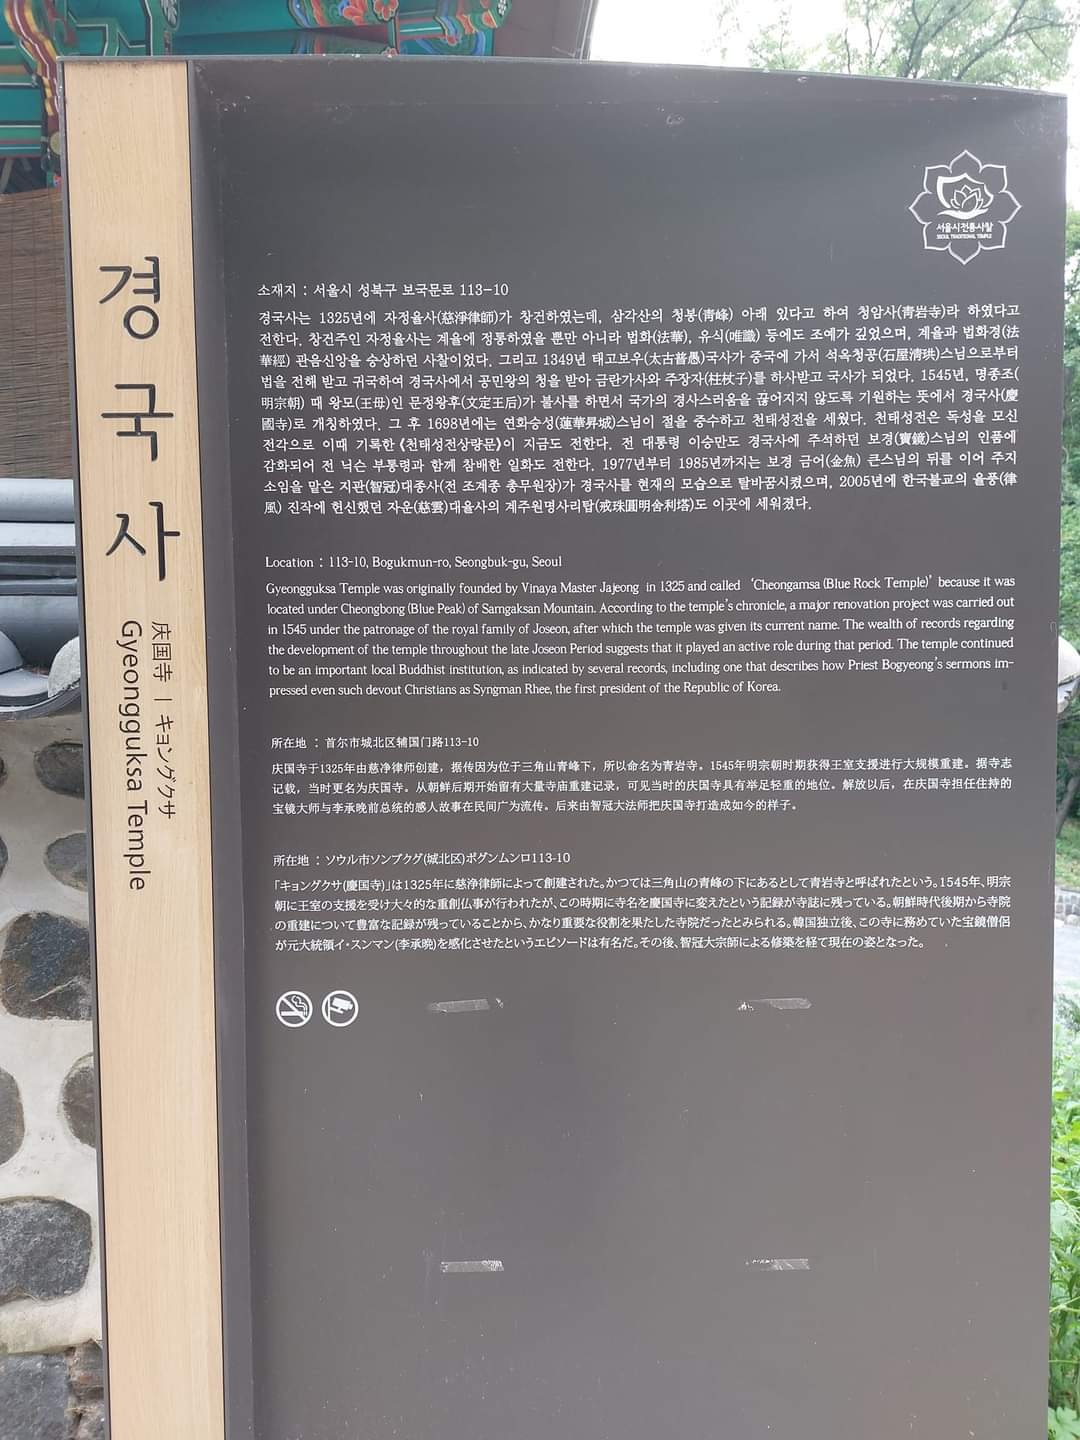 경국사
庆国寺 | キョングクサ
Gyeongguksa Temple
서울시전통사찰
SEOUL TRADITIONAL TEMPLE
소재지 : 서울시 성북구 보국문로 113-10
경국사는 1325년에 자정율사(慈淨律師)가 창건하였는데, 삼각산의 청봉(靑峰) 아래 있다고 하여 청암사(靑岩寺)라 하였다고
전한다. 창건주인 자정율사는 계율에 정통하였을 뿐만 아니라 법화(法華), 유식(唯識) 등에도 조예가 깊었으며, 계율과 법화경(法
華經) 관음신앙을 숭상하던 사찰이었다. 그리고 1349년 태고보우(太古普愚)국사가 중국에 가서 석옥청공(石屋淸珙)스님으로부터
법을 전해 받고 귀국하여 경국사에서 공민왕의 청을 받아 금란가사와 주장자(柱杖子)를 하사받고 국사가 되었다. 1545년, 명종조(
明宗朝) 때 왕모(王母)인 문정왕후(文定王后)가 불사를 하면서 국가의 경사스러움을 끊어지지 않도록 기원하는 뜻에서 경국사(慶
國寺)로 개칭하였다. 그 후 1698년에는 연화승성(蓮華昇城)스님이 절을 중수하고 천태성전을 세웠다. 천태성전은 독성을 모신
전각으로 이때 기록한 《천태성전상량문》이 지금도 전한다. 전 대통령 이승만도 경국사에 주석하던 보경(寶鏡)스님의 인품에
감화되어 전 닉슨 부통령과 함께 참배한 일화도 전한다. 1977년부터 1985년까지는 보경 금어(金魚) 큰스님의 뒤를 이어 주지
소임을 맡은 지관(智冠)대종사(전 조계종 총무원장)가 경국사를 현재의 모습으로 탈바꿈시켰으며, 2005년에 한국불교의 율풍(律
風) 진작에 헌신했던 자운(慈雲)대율사의 계주원명사리탑(戒珠圓明舍利塔)도 이곳에 세워졌다.
Location : 113-10, Bogukmun-ro, Seongbuk-gu, Seoul
Gyeongguksa Temple was originally founded by Vinaya Master Jajeong in 1325 and called 'Cheongamsa (Blue Rock Temple)' because it was
located under Cheongbong (Blue Peak) of Samgaksan Mountain. According to the temple's chronicle, a major renovation project was carried out
in 1545 under the patronage of the royal family of Joseon, after which the temple was given its current name. The wealth of records regarding
the development of the temple throughout the late Joseon Period suggests that it played an active role during that period. The temple continued
to be an important local Buddhist institution, as indicated by several records, including one that describes how Priest Bogyeong's sermons im-
pressed even such devout Christians as Syngman Rhee, the first president of the Republic of Korea.
所在地 : 首尔市城北区辅国门路113-10
庆国寺于1325年由慈净律师创建，据传因为位于三角山青峰下，所以命名为青岩寺。1545年明宗朝时期获得王室支援进行大规模重建。据寺志
记载，当时更名为庆国寺。从朝鲜后期开始留有大量寺庙重建记录，可见当时的庆国寺具有举足轻重的地位。解放以后，在庆国寺担任住持的
宝镜大师与李承晚前总统的感人故事在民间广为流传。后来由智冠大法师把庆国寺打造成如今的样子。
所在地 : ソウル市ソンブクグ(城北区)ボグンムンロ113-10
「キョングクサ(慶国寺)」は1325年に慈浄律師によって創建された。かつては三角山の青峰の下にあるとして青岩寺と呼ばれたという。1545年、明宗
朝に王室の支援を受け大々的な重創仏事が行われたが、この時期に寺名を慶国寺に変えたという記録が寺誌に残っている。朝鮮時代後期から寺院
の重建について豊富な記録が残っていることから、かなり重要な役割を果たした寺院だったとみられる。韓国独立後、この寺に務めていた宝鏡僧侶
が元大統領イ・スンマン(李承晩)を感化させたというエピソードは有名だ。その後、智冠大宗師による修築を経て現在の姿となった。